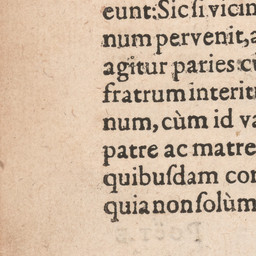 eunt: Sic ſi vicin
num pervenit, a
agitur paries cù
fratrum interitu
num, cùm id va
patre ac matre
quibuſdam con
quia non ſolùm